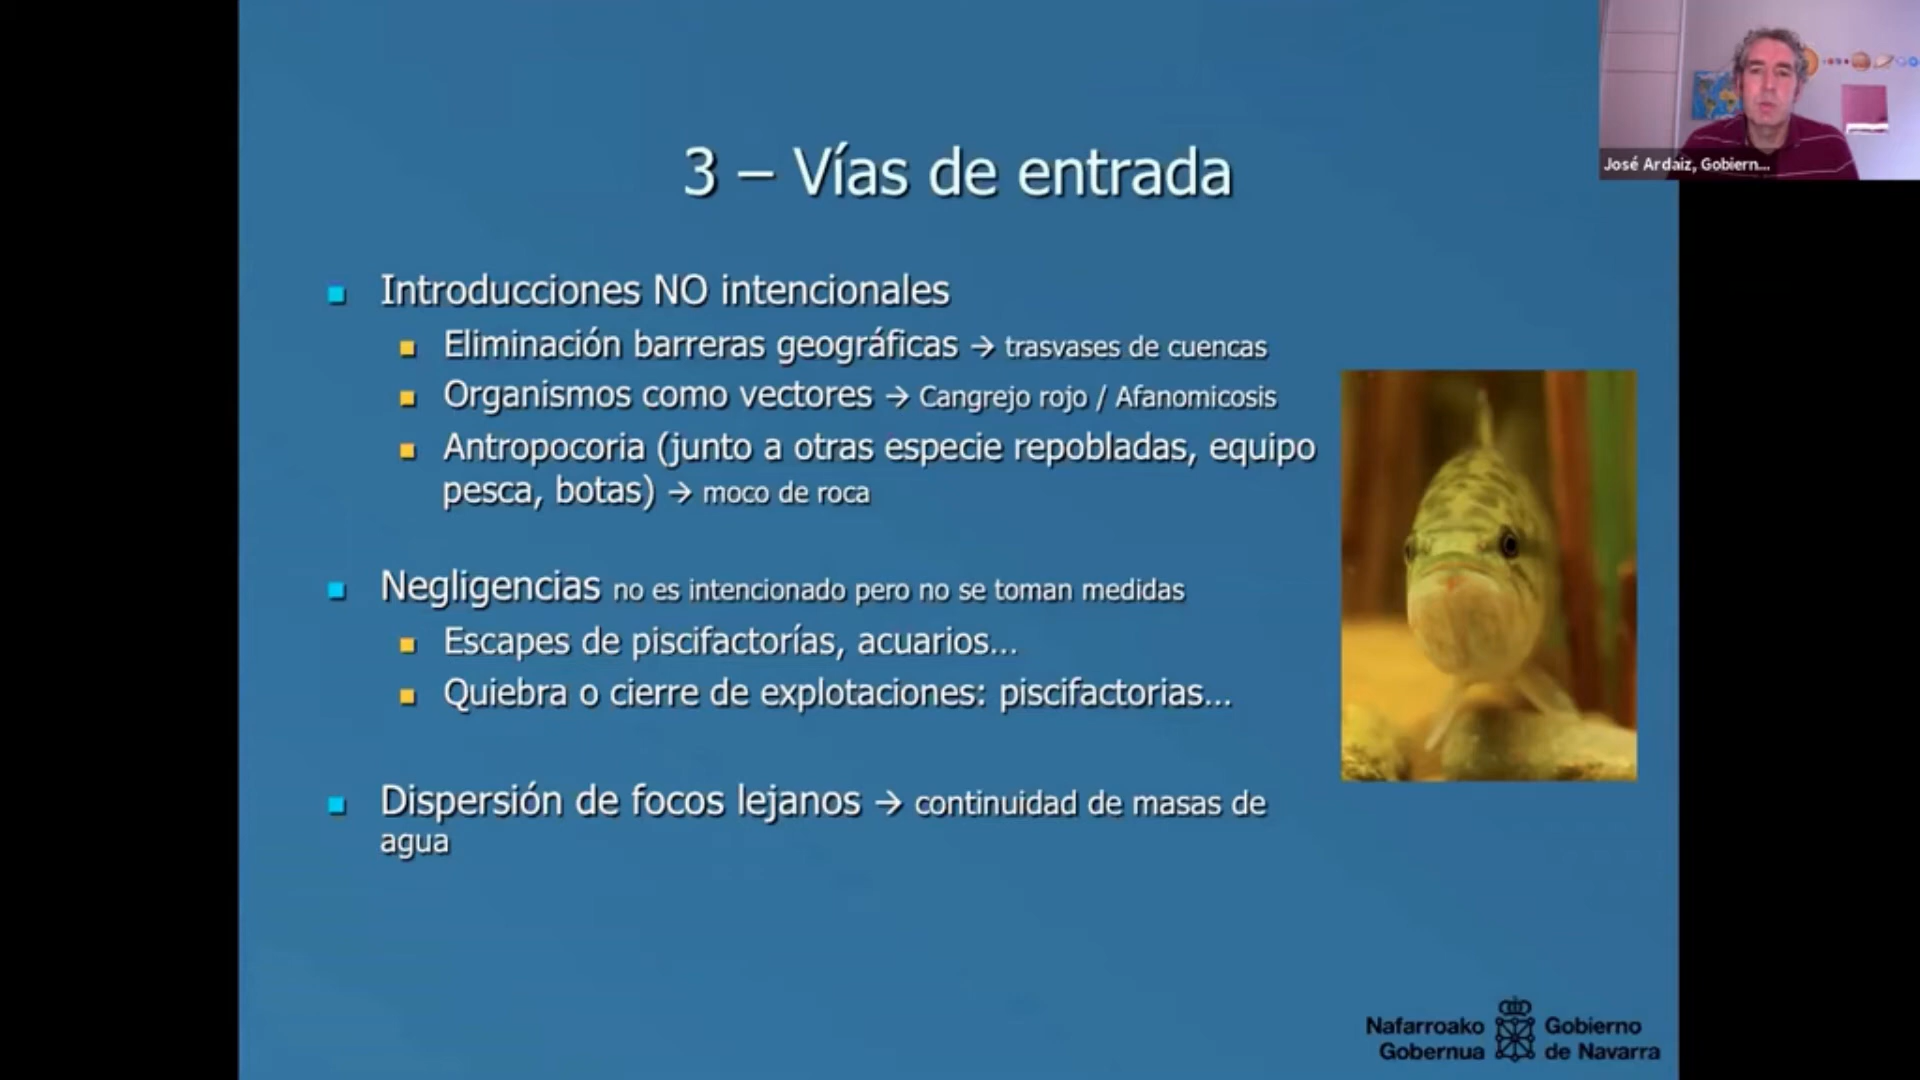 3 – Vías de entrada
José Ardaiz, Gobiern...
Introducciones NO intencionales
Eliminación barreras geográficas → trasvases de cuencas
Organismos como vectores → Cangrejo rojo / Afanomicosis
Antropocoria (junto a otras especie repobladas, equipo
pesca, botas) → moco de roca
Negligencias no es intencionado pero no se toman medidas
Escapes de piscifactorías, acuarios...
Quiebra o cierre de explotaciones: piscifactorias...
Dispersión de focos lejanos → continuidad de masas de
agua
Nafarroako Gobierno
Gobernua de Navarra